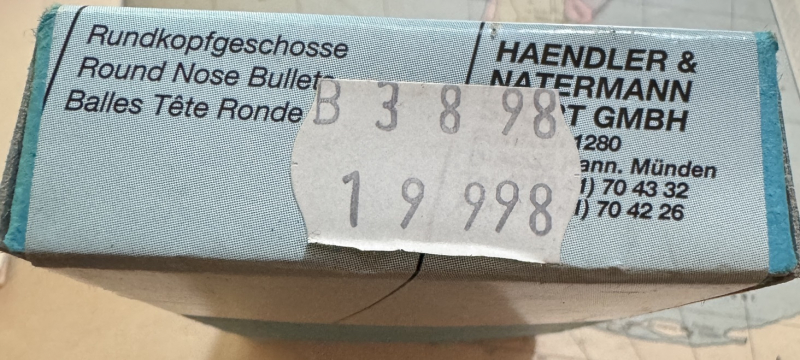 Rundkopfgeschosse
Round Nose Bullets
Balles Tête Ronde
HAENDLER &
NATERMANN
GMBH
1280
Münden
70 43 32
70 42 26
B 3 8 98
1 9 998